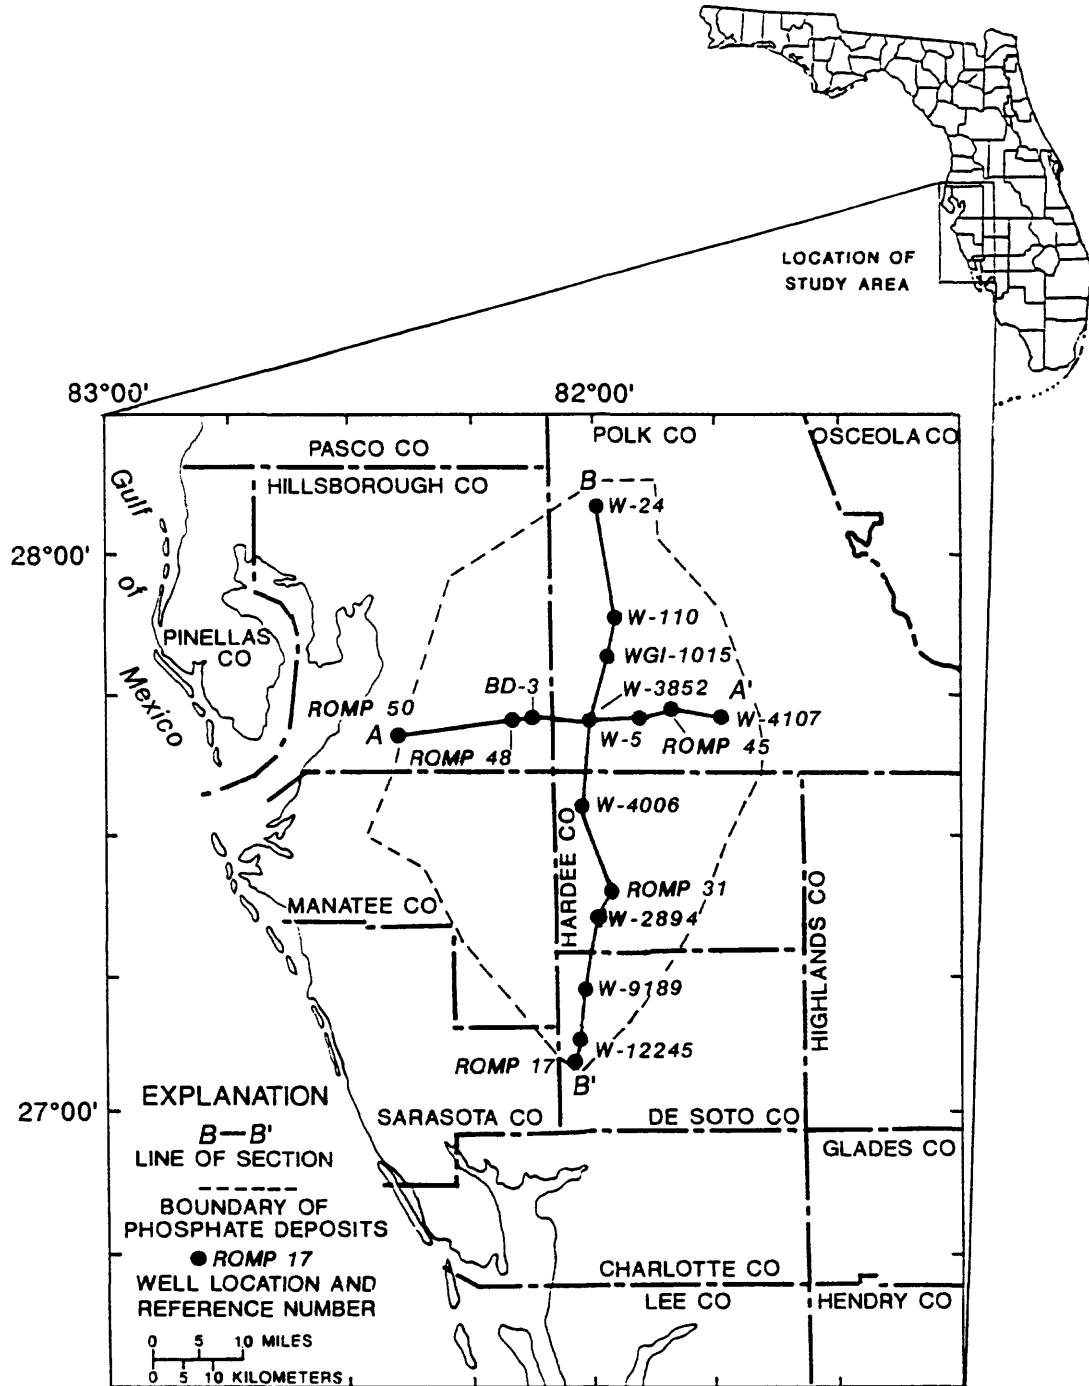 LOCATION OF
STUDY AREA
83°00'
82°00'
PASCO CO
POLK CO
OSCEOLA CO
HILLSBOROUGH CO
B
W-24
Gulf
of
Mexico
28°00'
W-110
PINELLAS
CO
WGI-1015
BD-3
W-3852
A'
ROMP 50
A
W-4107
ROMP 48
W-5
ROMP 45
W-4006
HARDEE CO
ROMP 31
HIGHLANDS CO
MANATEE CO
W-2894
W-9189
W-12245
ROMP 17
B'
EXPLANATION
27°00'
SARASOTA CO
DE SOTO CO
B—B'
LINE OF SECTION
GLADES CO
BOUNDARY OF
PHOSPHATE DEPOSITS
ROMP 17
WELL LOCATION AND
REFERENCE NUMBER
CHARLOTTE CO
LEE CO
HENDRY CO
0 5 10 MILES
0 5 10 KILOMETERS